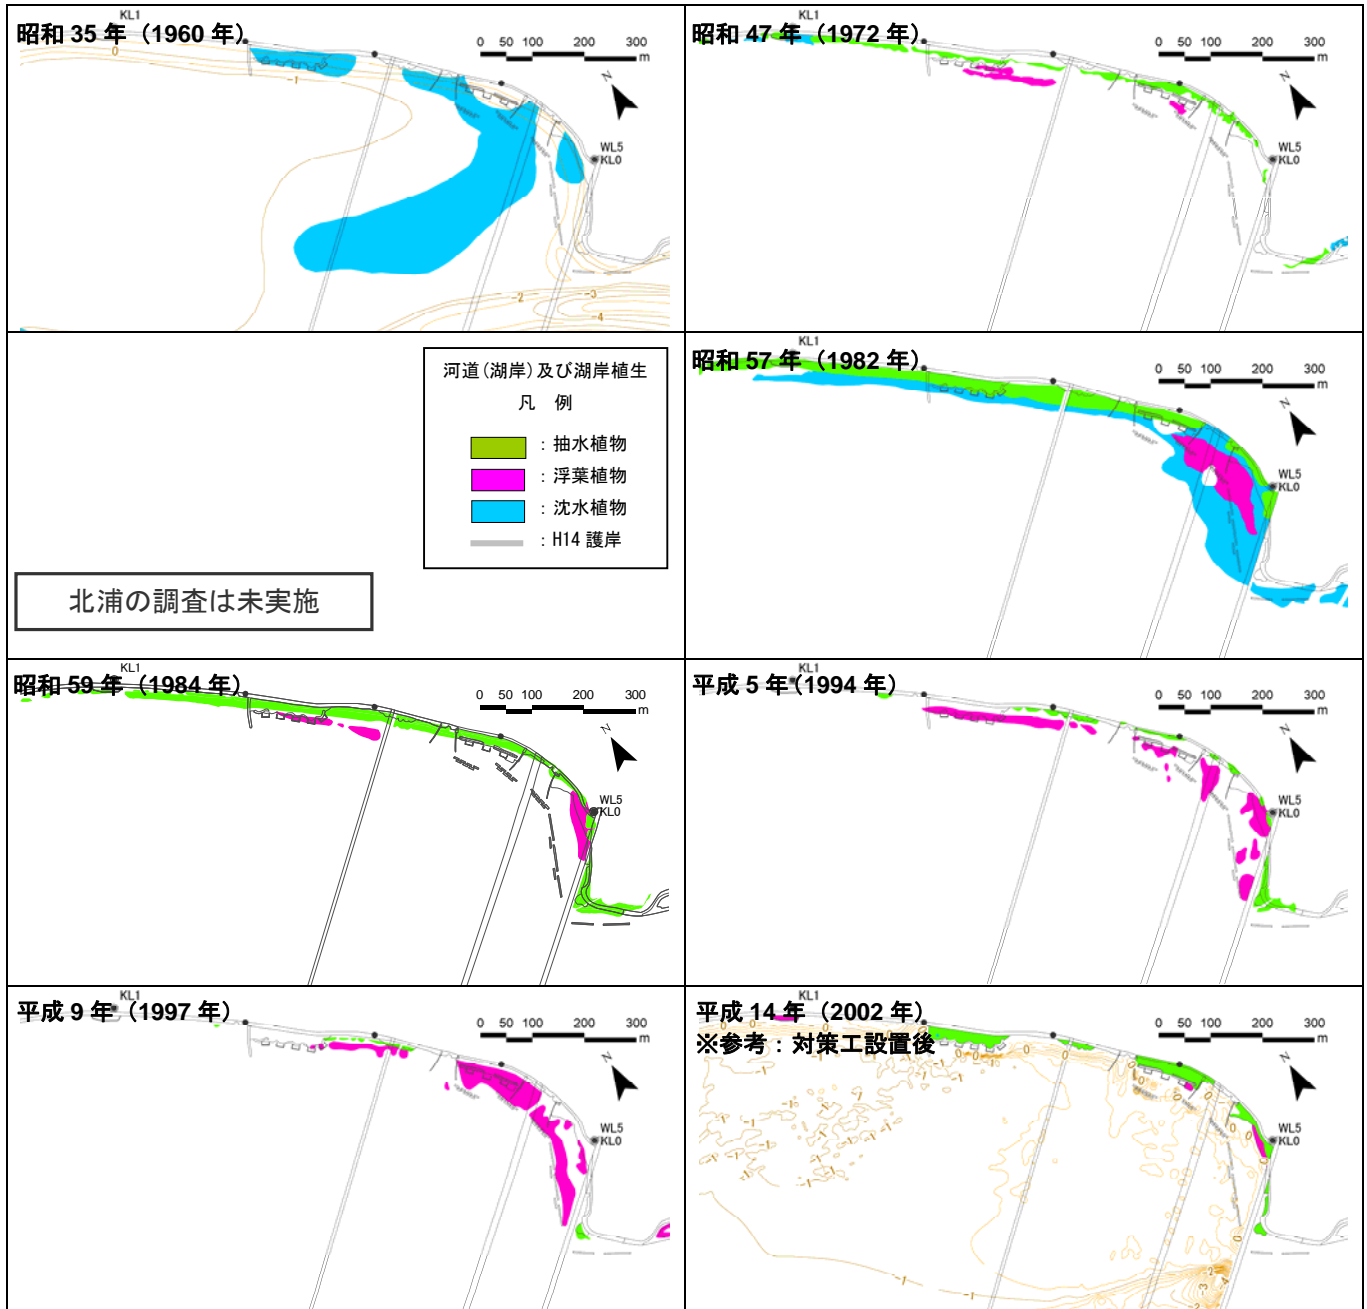 昭和 35 年（1960 年）
KL1
0 50 100 200 300
m
N
WL5
KL0
0
-1
-2
-3
-4
昭和 47 年（1972 年）
KL1
0 50 100 200 300
m
N
WL5
KL0
河道(湖岸)及び湖岸植生
凡 例
：抽水植物
：浮葉植物
：沈水植物
：H14 護岸
北浦の調査は未実施
昭和 57 年（1982 年）
KL1
0 50 100 200 300
m
N
WL5
KL0
昭和 59 年（1984 年）
KL1
0 50 100 200 300
m
N
WL5
KL0
平成 5 年（1994 年）
KL1
0 50 100 200 300
m
N
WL5
KL0
平成 9 年（1997 年）
KL1
0 50 100 200 300
m
N
WL5
KL0
平成 14 年（2002 年）
※参考：対策工設置後
KL1
0 50 100 200 300
m
N
WL5
KL0
-1
-1
-2
-3
-4